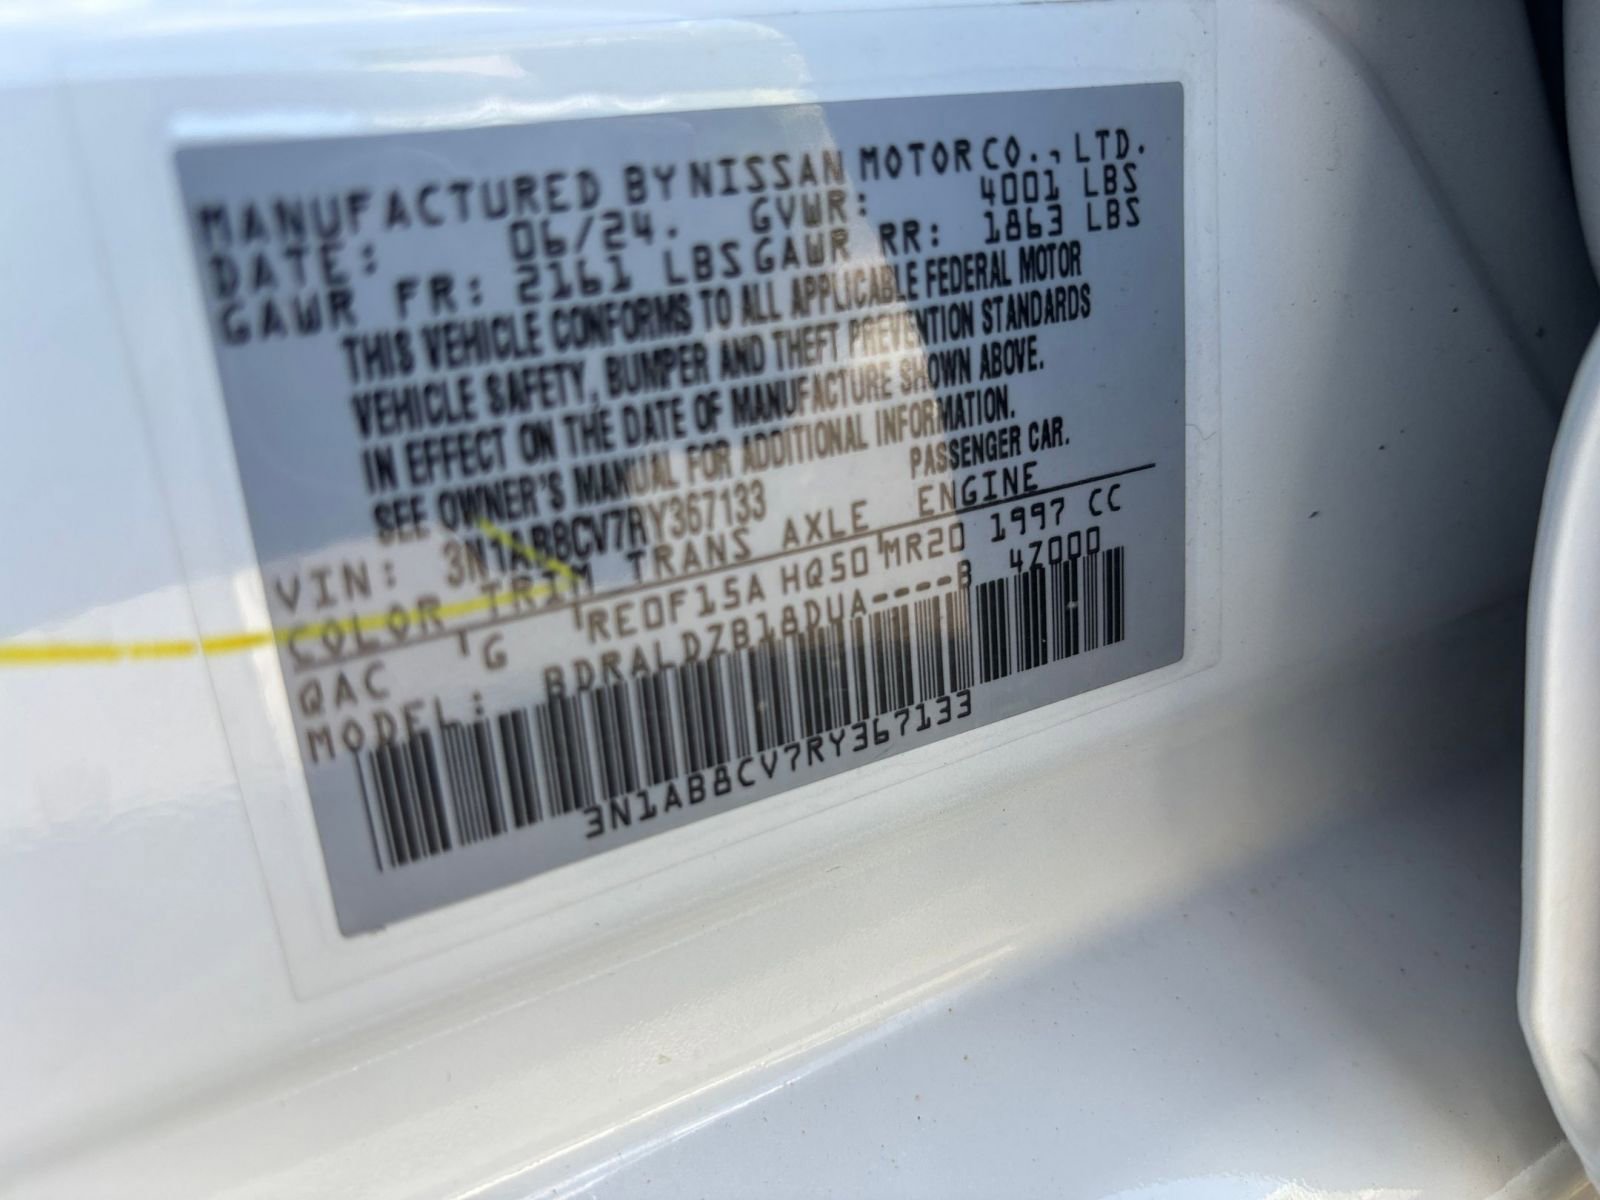 MANUFACTURED BY NISSAN MOTOR CO., LTD.
DATE: 06/24. GVWR: 4001 LBS
GAWR FR: 2161 LBS GAWR RR: 1863 LBS
THIS VEHICLE CONFORMS TO ALL APPLICABLE FEDERAL MOTOR
VEHICLE SAFETY, BUMPER AND THEFT PREVENTION STANDARDS
IN EFFECT ON THE DATE OF MANUFACTURE SHOWN ABOVE.
SEE OWNER'S MANUAL FOR ADDITIONAL INFORMATION.
VIN: 3N1AB8CV7RY367133 PASSENGER CAR.
COLOR TRIM TRANS AXLE ENGINE
QAC G RE0F15A HQ50 MR20 1997 CC
MODEL: BDRALDZB18DUA----B 4Z000
3N1AB8CV7RY367133